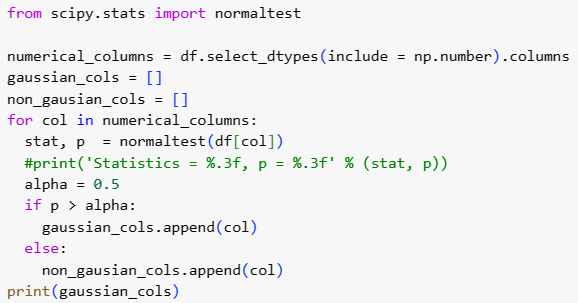 from scipy.stats import normaltest

numerical_columns = df.select_dtypes(include = np.number).columns
gaussian_cols = []
non_gausian_cols = []
for col in numerical_columns:
  stat, p  = normaltest(df[col])
  #print('Statistics = %.3f, p = %.3f' % (stat, p))
  alpha = 0.5
  if p > alpha:
    gaussian_cols.append(col)
  else:
    non_gausian_cols.append(col)
print(gaussian_cols)